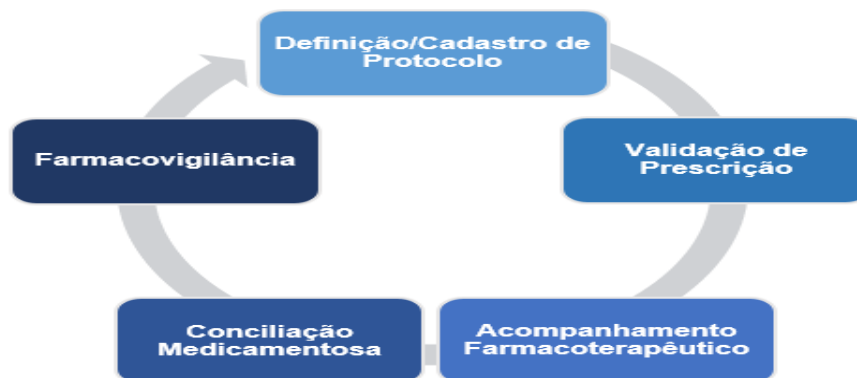 Definição/Cadastro de
Protocolo
Validação de
Prescrição
Acompanhamento
Farmacoterapêutico
Conciliação
Medicamentosa
Farmacovigilância